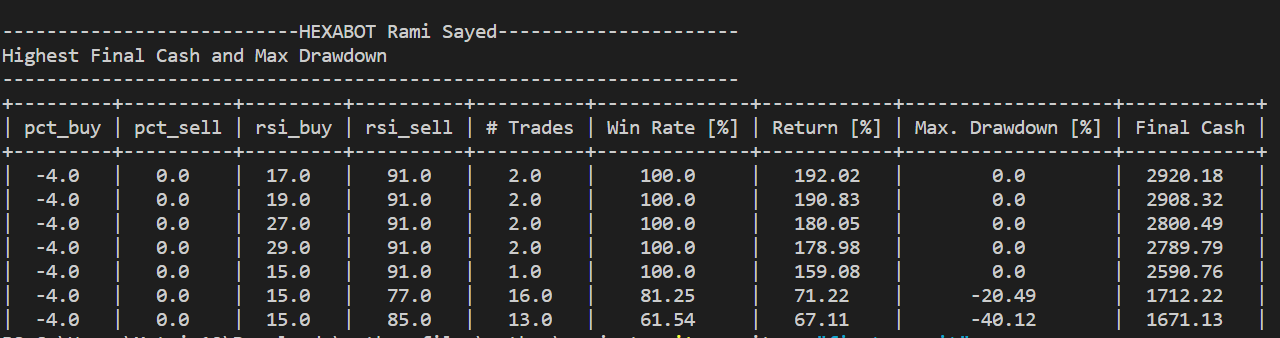 ---------------------------HEXABOT Rami Sayed----------------------
Highest Final Cash and Max Drawdown
-------------------------------------------------------------------
+---------+----------+---------+----------+----------+--------------+------------+-------------------+------------+
| pct_buy | pct_sell | rsi_buy | rsi_sell | # Trades | Win Rate [%] | Return [%] | Max. Drawdown [%] | Final Cash |
+---------+----------+---------+----------+----------+--------------+------------+-------------------+------------+
|  -4.0   |   0.0    |  17.0   |   91.0   |   2.0    |    100.0     |   192.02   |        0.0        |  2920.18   |
|  -4.0   |   0.0    |  19.0   |   91.0   |   2.0    |    100.0     |   190.83   |        0.0        |  2908.32   |
|  -4.0   |   0.0    |  27.0   |   91.0   |   2.0    |    100.0     |   180.05   |        0.0        |  2800.49   |
|  -4.0   |   0.0    |  29.0   |   91.0   |   2.0    |    100.0     |   178.98   |        0.0        |  2789.79   |
|  -4.0   |   0.0    |  15.0   |   91.0   |   1.0    |    100.0     |   159.08   |        0.0        |  2590.76   |
|  -4.0   |   0.0    |  15.0   |   77.0   |   16.0   |    81.25     |   71.22    |      -20.49       |  1712.22   |
|  -4.0   |   0.0    |  15.0   |   85.0   |   13.0   |    61.54     |   67.11    |      -40.12       |  1671.13   |